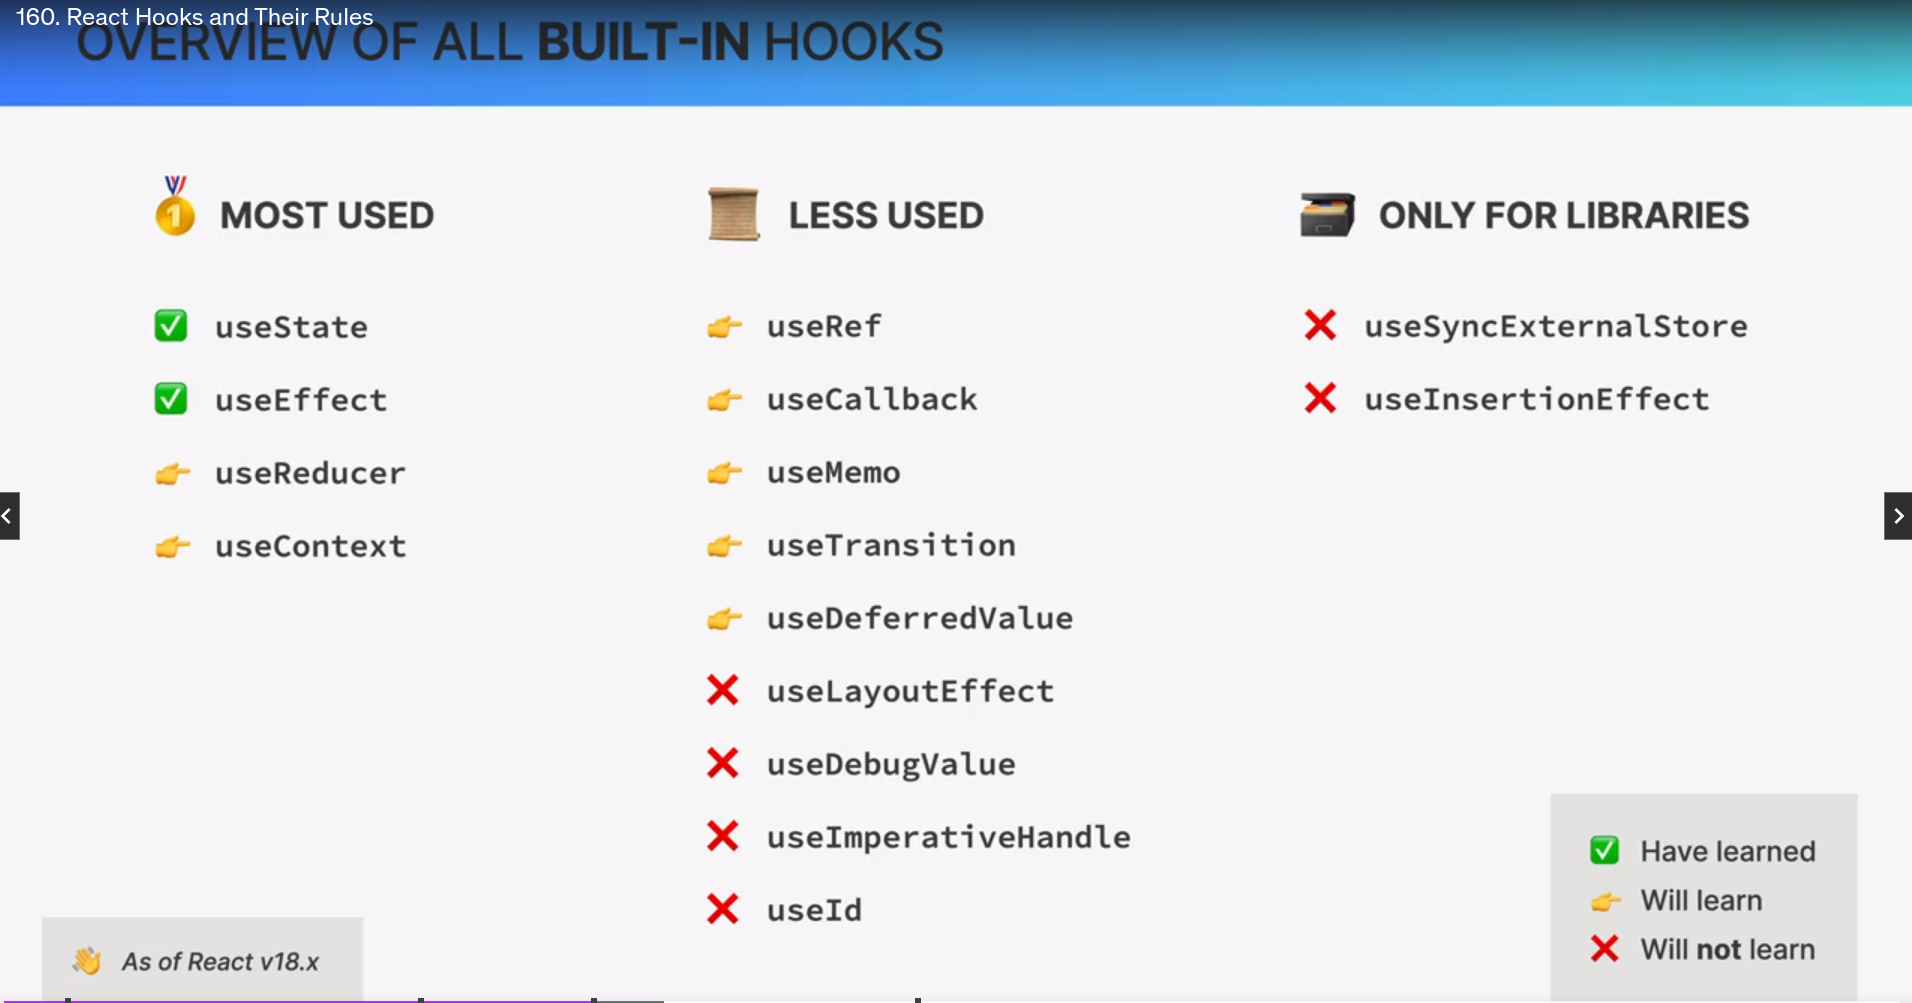 160. React Hooks and Their Rules
OVERVIEW OF ALL BUILT-IN HOOKS
MOST USED
useState
useEffect
useReducer
useContext
LESS USED
useRef
useCallback
useMemo
useTransition
useDeferredValue
useLayoutEffect
useDebugValue
useImperativeHandle
useId
ONLY FOR LIBRARIES
useSyncExternalStore
useInsertionEffect
Have learned
Will learn
Will not learn
As of React v18.x